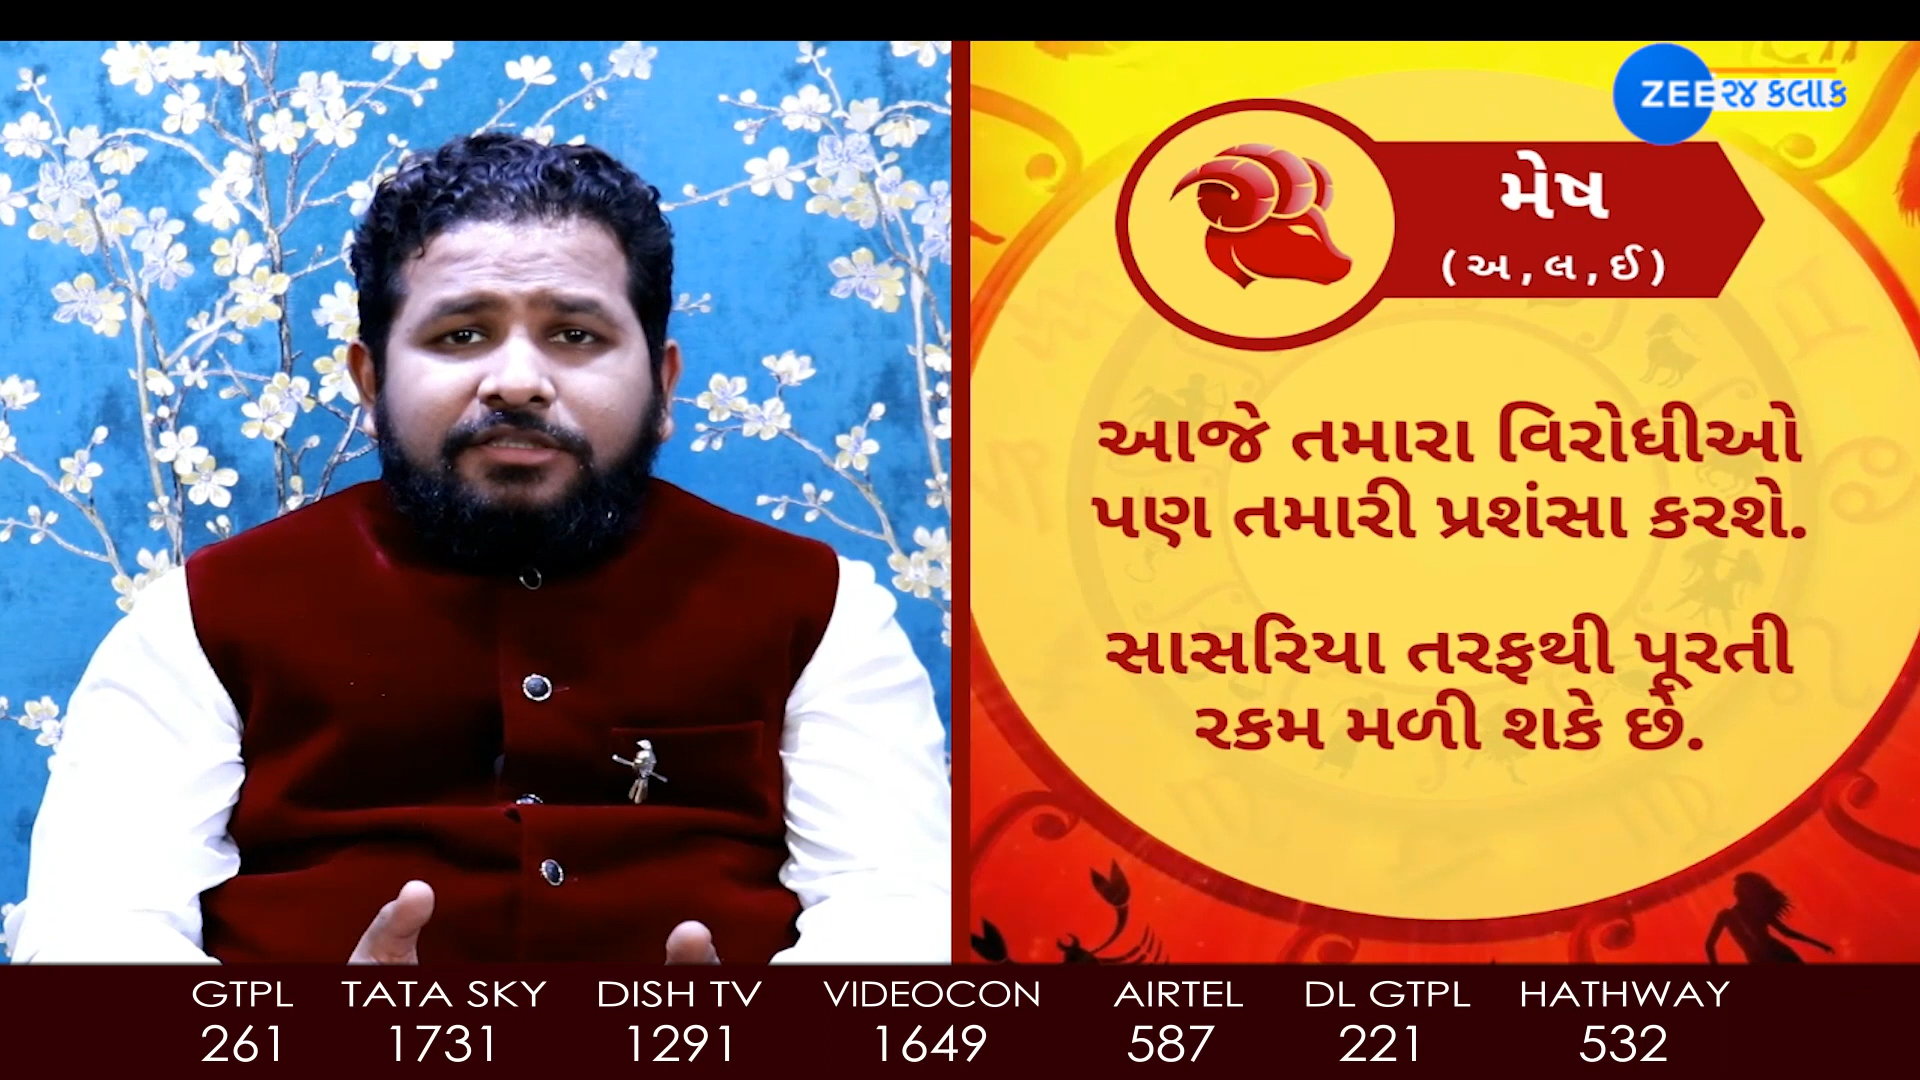 ZEE ૨૪ કલાક
મેષ
( અ , લ , ઈ )
આજે તમારા વિરોધીઓ
પણ તમારી પ્રશંસા કરશે.
સાસરિયા તરફથી પૂરતી
રકમ મળી શકે છે.
GTPL TATA SKY DISH TV VIDEOCON AIRTEL DL GTPL HATHWAY
261 1731 1291 1649 587 221 532